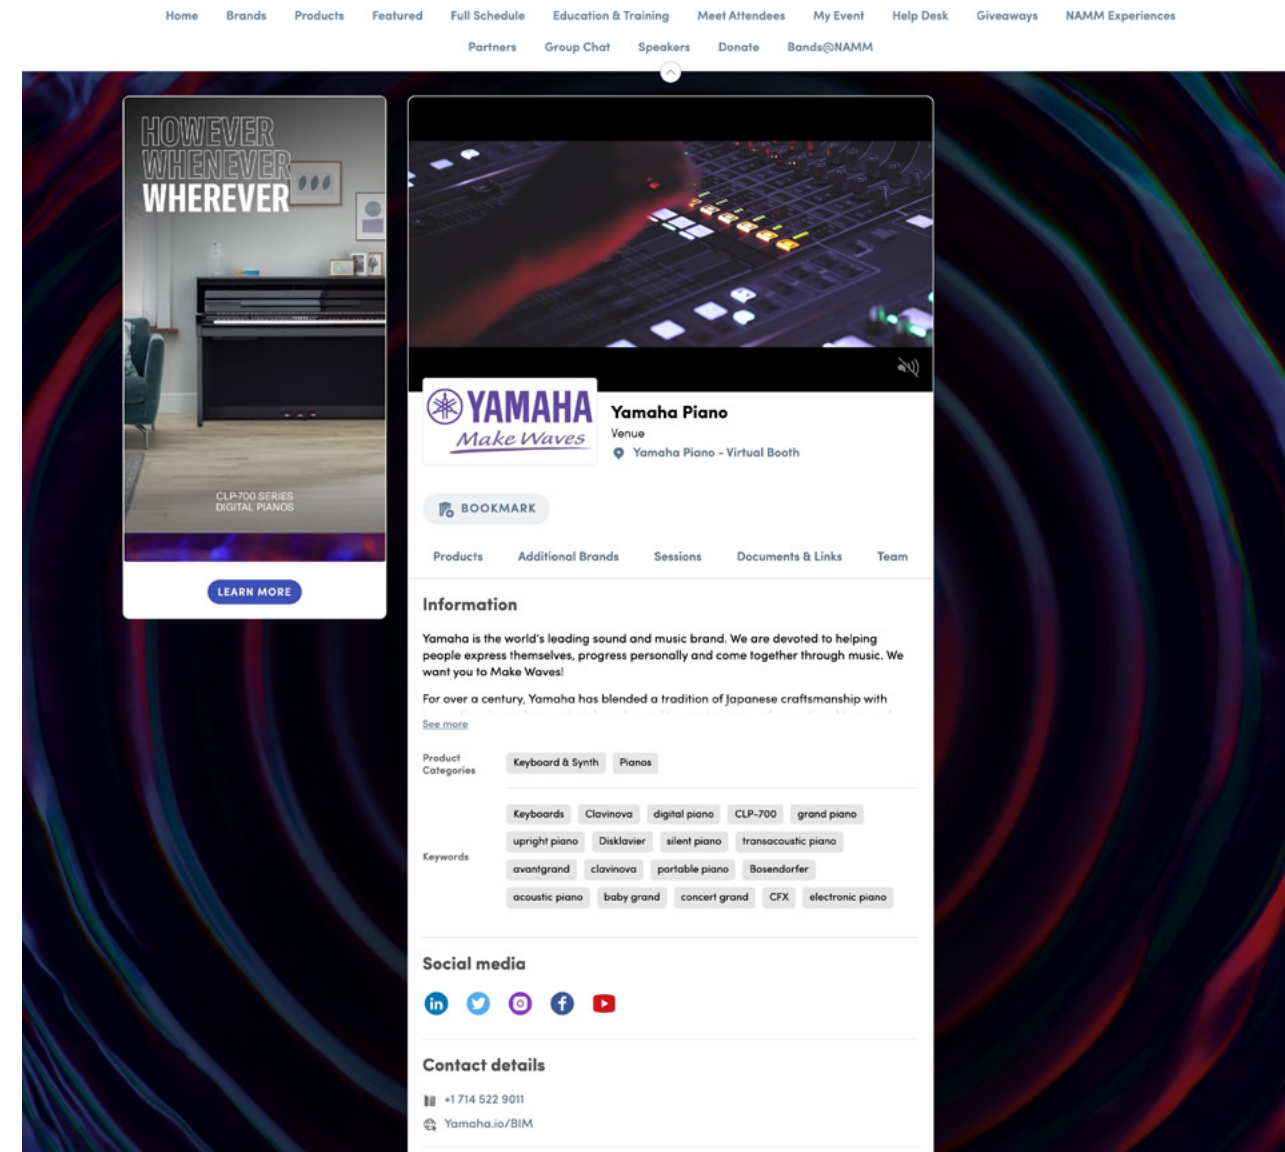 Home Brands Products Featured Full Schedule Education & Training Meet Attendees My Event Help Desk Giveaways NAMM Experiences
Partners Group Chat Speakers Donate Bands@NAMM
HOWEVER
WHENEVER
WHEREVER
CLP-700 SERIES
DIGITAL PIANOS
LEARN MORE
YAMAHA
Make Waves
Yamaha Piano
Venue
Yamaha Piano - Virtual Booth
BOOKMARK
Products Additional Brands Sessions Documents & Links Team
Information
Yamaha is the world's leading sound and music brand. We are devoted to helping
people express themselves, progress personally and come together through music. We
want you to Make Waves!
For over a century, Yamaha has blended a tradition of Japanese craftsmanship with
See more
Product
Categories
Keyboard & Synth Pianos
Keywords
Keyboards Clavinova digital piano CLP-700 grand piano
upright piano Disklavier silent piano transacoustic piano
avantgrand clavinova portable piano Bosendorfer
acoustic piano baby grand concert grand CFX electronic piano
Social media
in
f
Contact details
+1 714 522 9011
Yamaha.io/BIM